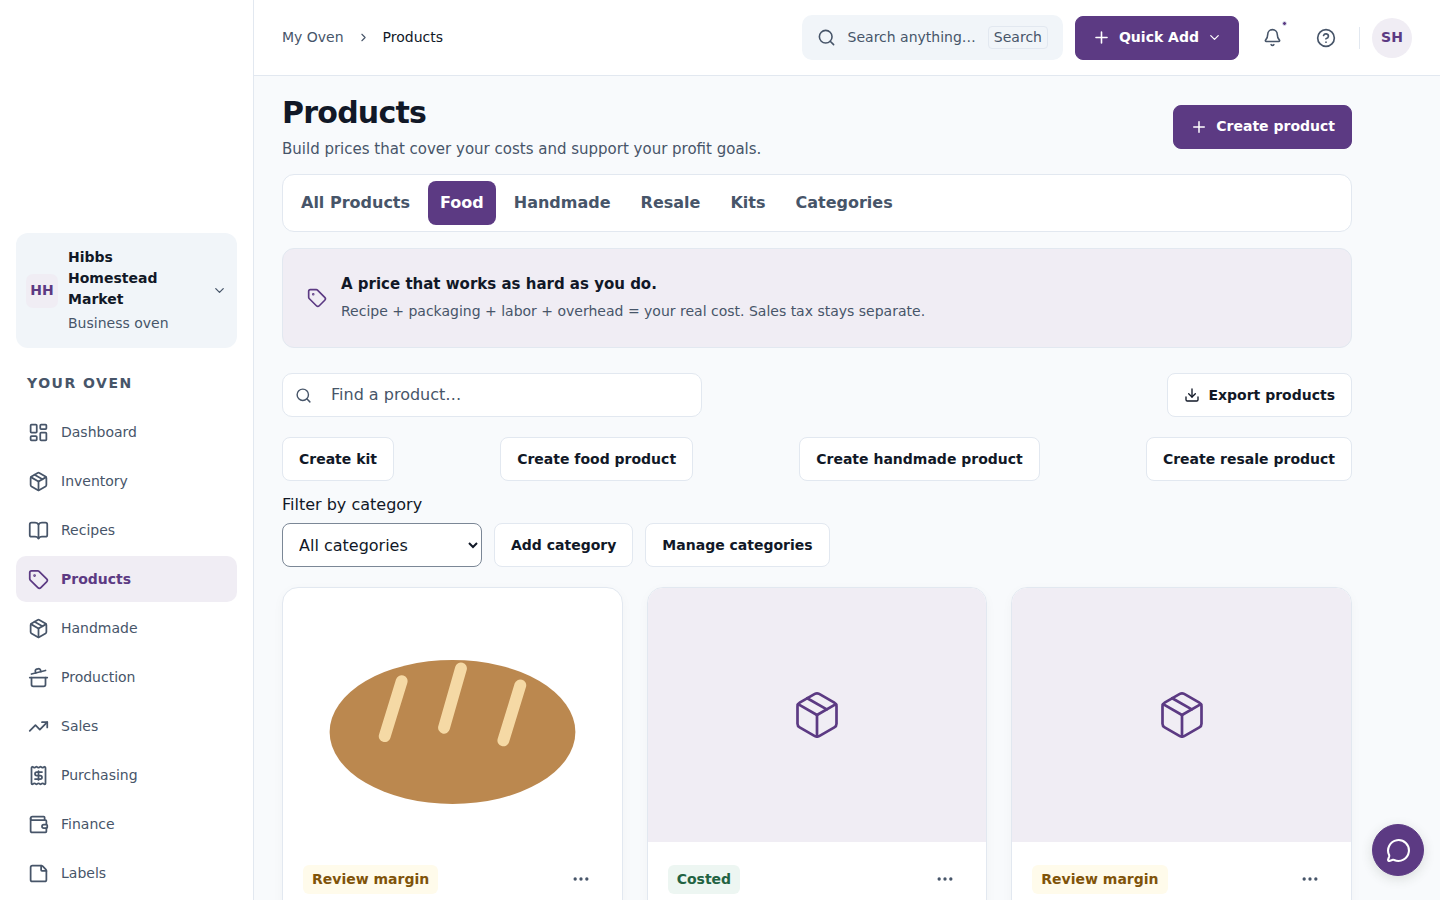 My Oven
Products
Search anything...
Search
Quick Add
SH
Products
Build prices that cover your costs and support your profit goals.
Create product
All Products
Food
Handmade
Resale
Kits
Categories
A price that works as hard as you do.
Recipe + packaging + labor + overhead = your real cost. Sales tax stays separate.
HH
Hibbs
Homestead
Market
Business oven
YOUR OVEN
Dashboard
Inventory
Recipes
Products
Handmade
Production
Sales
Purchasing
Finance
Labels
Find a product...
Export products
Create kit
Create food product
Create handmade product
Create resale product
Filter by category
All categories
Add category
Manage categories
Review margin
Costed
Review margin